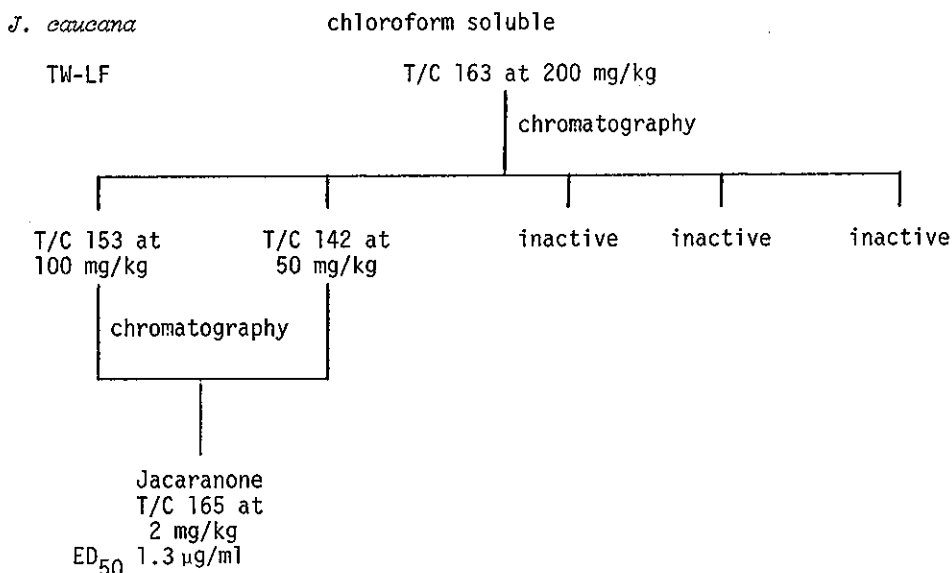 J. caucana chloroform soluble
TW-LF T/C 163 at 200 mg/kg
chromatography
T/C 153 at
100 mg/kg
T/C 142 at
50 mg/kg
inactive
inactive
inactive
chromatography
Jacaranone
T/C 165 at
2 mg/kg
ED50 1.3 µg/ml